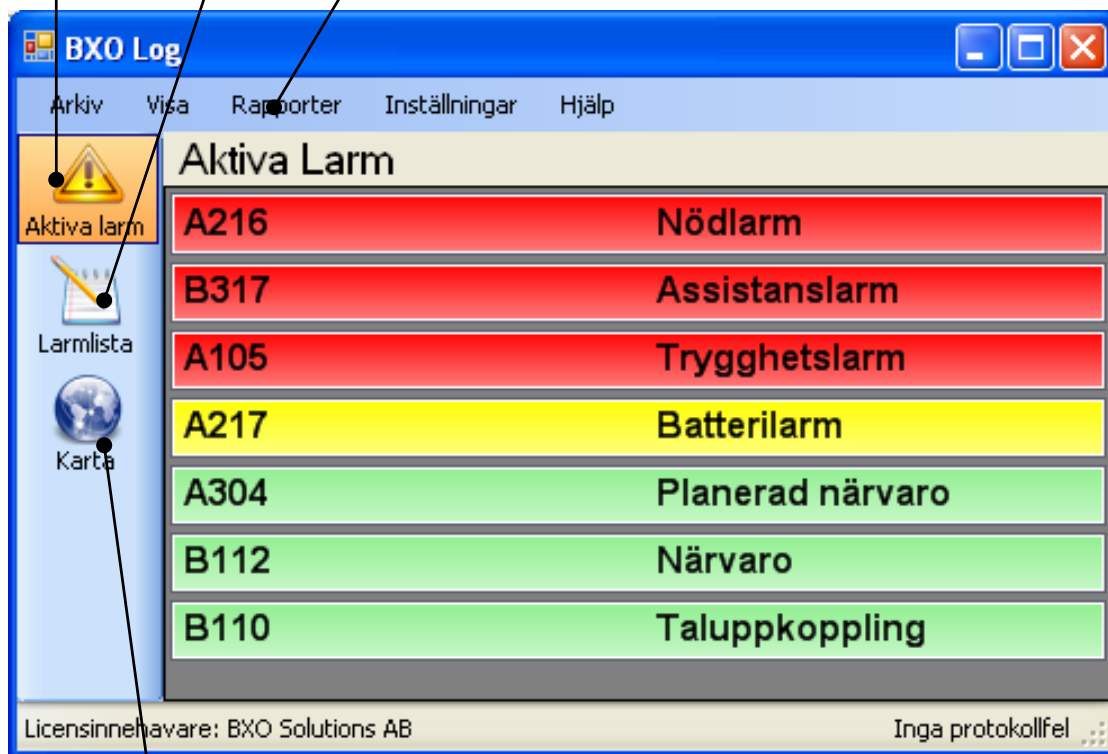 BXO Log
Arkiv Visa Rapporter Inställningar Hjälp
Aktiva larm
Larmlista
Karta
Aktiva Larm
A216 Nödlarm
B317 Assistanslarm
A105 Trygghetslarm
A217 Batterilarm
A304 Planerad närvaro
B112 Närvaro
B110 Taluppkoppling
Licensinnehavare: BXO Solutions AB Inga protokollfel